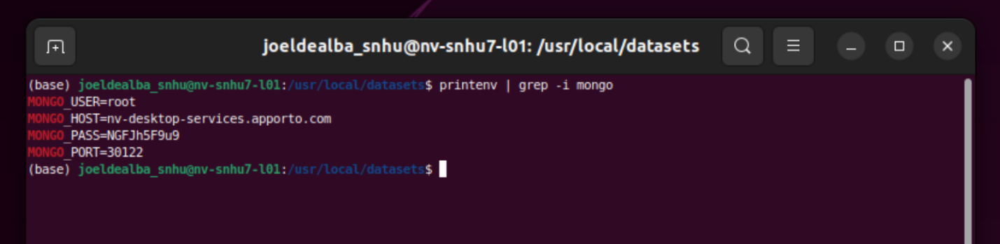 joeldealba_snhu@nv-snhu7-l01: /usr/local/datasets
(base) joeldealba_snhu@nv-snhu7-l01:/usr/local/datasets$ printenv | grep -i mongo
MONGO_USER=root
MONGO_HOST=nv-desktop-services.apporto.com
MONGO_PASS=NGFJh5F9u9
MONGO_PORT=30122
(base) joeldealba_snhu@nv-snhu7-l01:/usr/local/datasets$